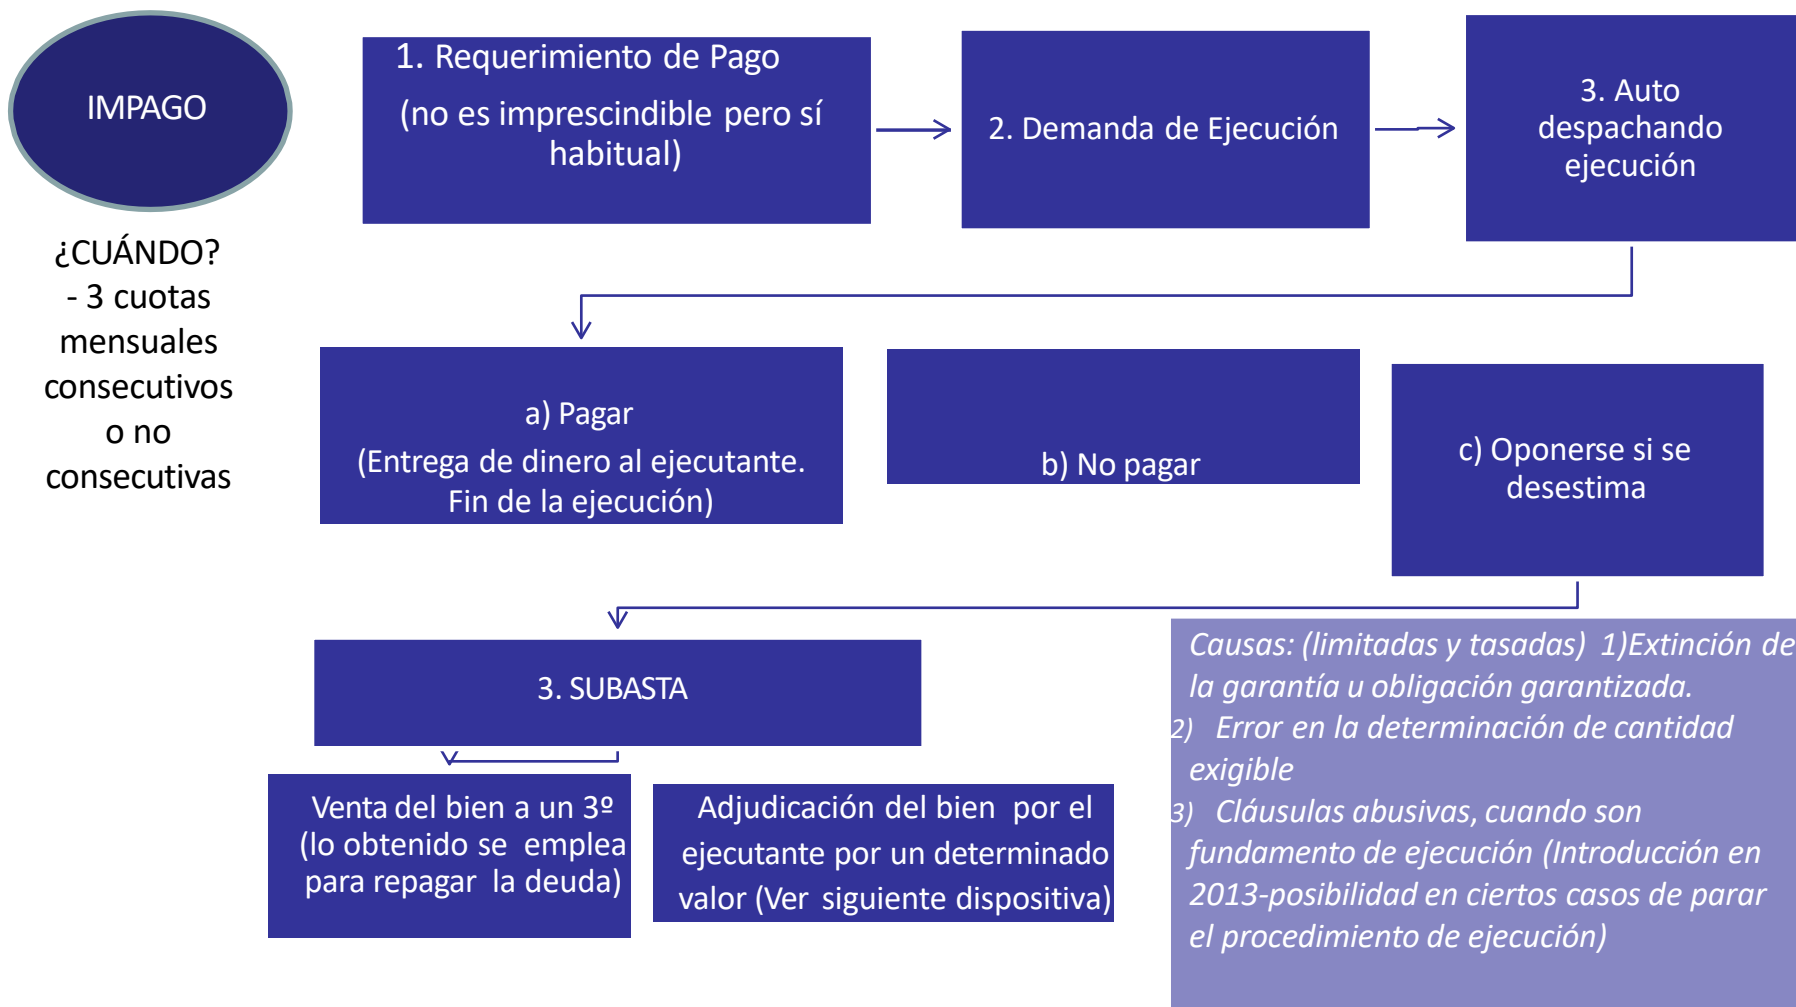 IMPAGO
¿CUÁNDO?
- 3 cuotas
mensuales
consecutivos
o no
consecutivas
1. Requerimiento de Pago
(no es imprescindible pero sí
habitual)
2. Demanda de Ejecución
3. Auto
despachando
ejecución
a) Pagar
(Entrega de dinero al ejecutante.
Fin de la ejecución)
b) No pagar
c) Oponerse si se
desestima
3. SUBASTA
Venta del bien a un 3º
(lo obtenido se emplea
para repagar la deuda)
Adjudicación del bien por el
ejecutante por un determinado
valor (Ver siguiente dispositiva)
Causas: (limitadas y tasadas) 1)Extinción de
la garantía u obligación garantizada.
2) Error en la determinación de cantidad
exigible
3) Cláusulas abusivas, cuando son
fundamento de ejecución (Introducción en
2013-posibilidad en ciertos casos de parar
el procedimiento de ejecución)